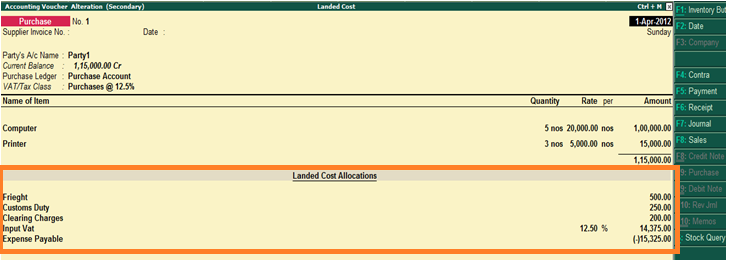 Accounting Voucher Alteration (Secondary) Landed Cost Ctrl + M
Purchase No. 1 1-Apr-2012
Supplier Invoice No. : Date : Sunday
Party's A/c Name : Party1
Current Balance : 1,15,000.00 Cr
Purchase Ledger : Purchase Account
VAT/Tax Class : Purchases @ 12.5%
Name of Item Quantity Rate per Amount
Computer 5 nos 20,000.00 nos 1,00,000.00
Printer 3 nos 5,000.00 nos 15,000.00
1,15,000.00
Landed Cost Allocations
Frieght 500.00
Customs Duty 250.00
Clearing Charges 200.00
Input Vat 12.50 % 14,375.00
Expense Payable (-)15,325.00
F1: Inventory But
F2: Date
F3: Company
F4: Contra
F5: Payment
F6: Receipt
F7: Journal
F8: Sales
F8: Credit Note
9: Purchase
9: Debit Note
10: Rev Jrnl
10: Memos
: Stock Query